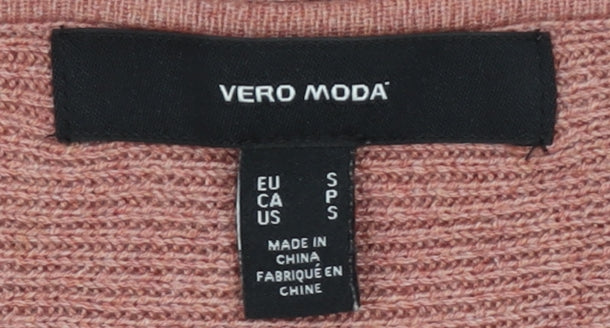 VERO MODA
EU S
CA P
US S
MADE IN
CHINA
FABRIQUÉ EN
CHINE